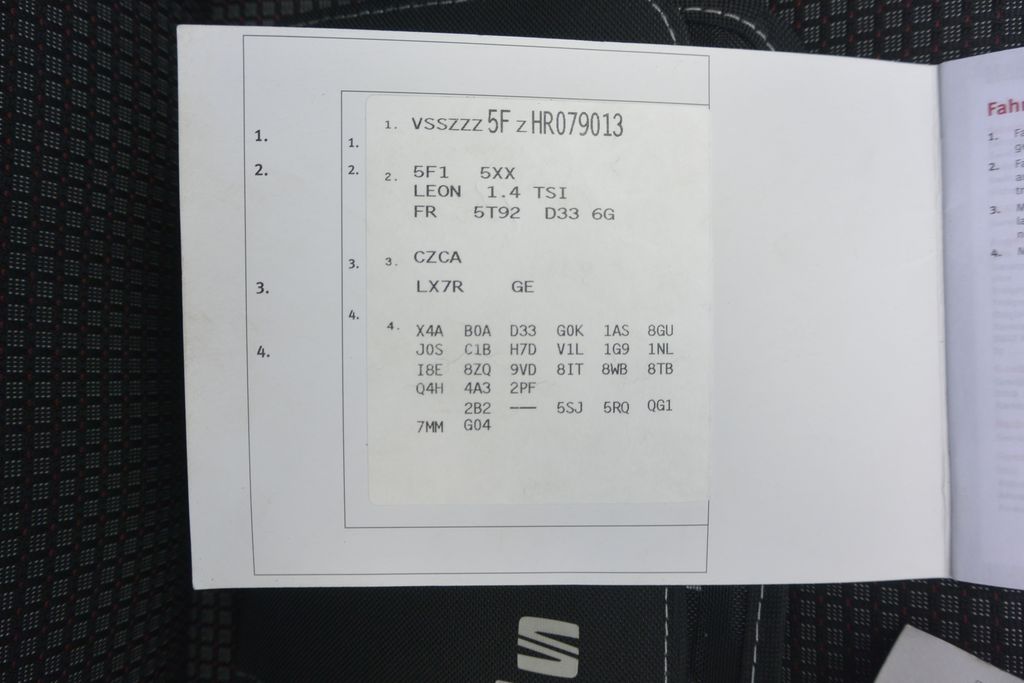 1.
2.
3.
4.
1.
2.
3.
4.
1. VSSZZZ 5F Z HR079013
2. 5F1 5XX
LEON 1.4 TSI
FR 5T92 D33 6G
3. CZCA
LX7R GE
4. X4A B0A D33 G0K 1AS 8GU
J0S C1B H7D V1L 1G9 1NL
I8E 8ZQ 9VD 8IT 8WB 8TB
Q4H 4A3 2PF
2B2 --- 5SJ 5RQ QG1
7MM G04
Fahr
1.
2.
3.
4.